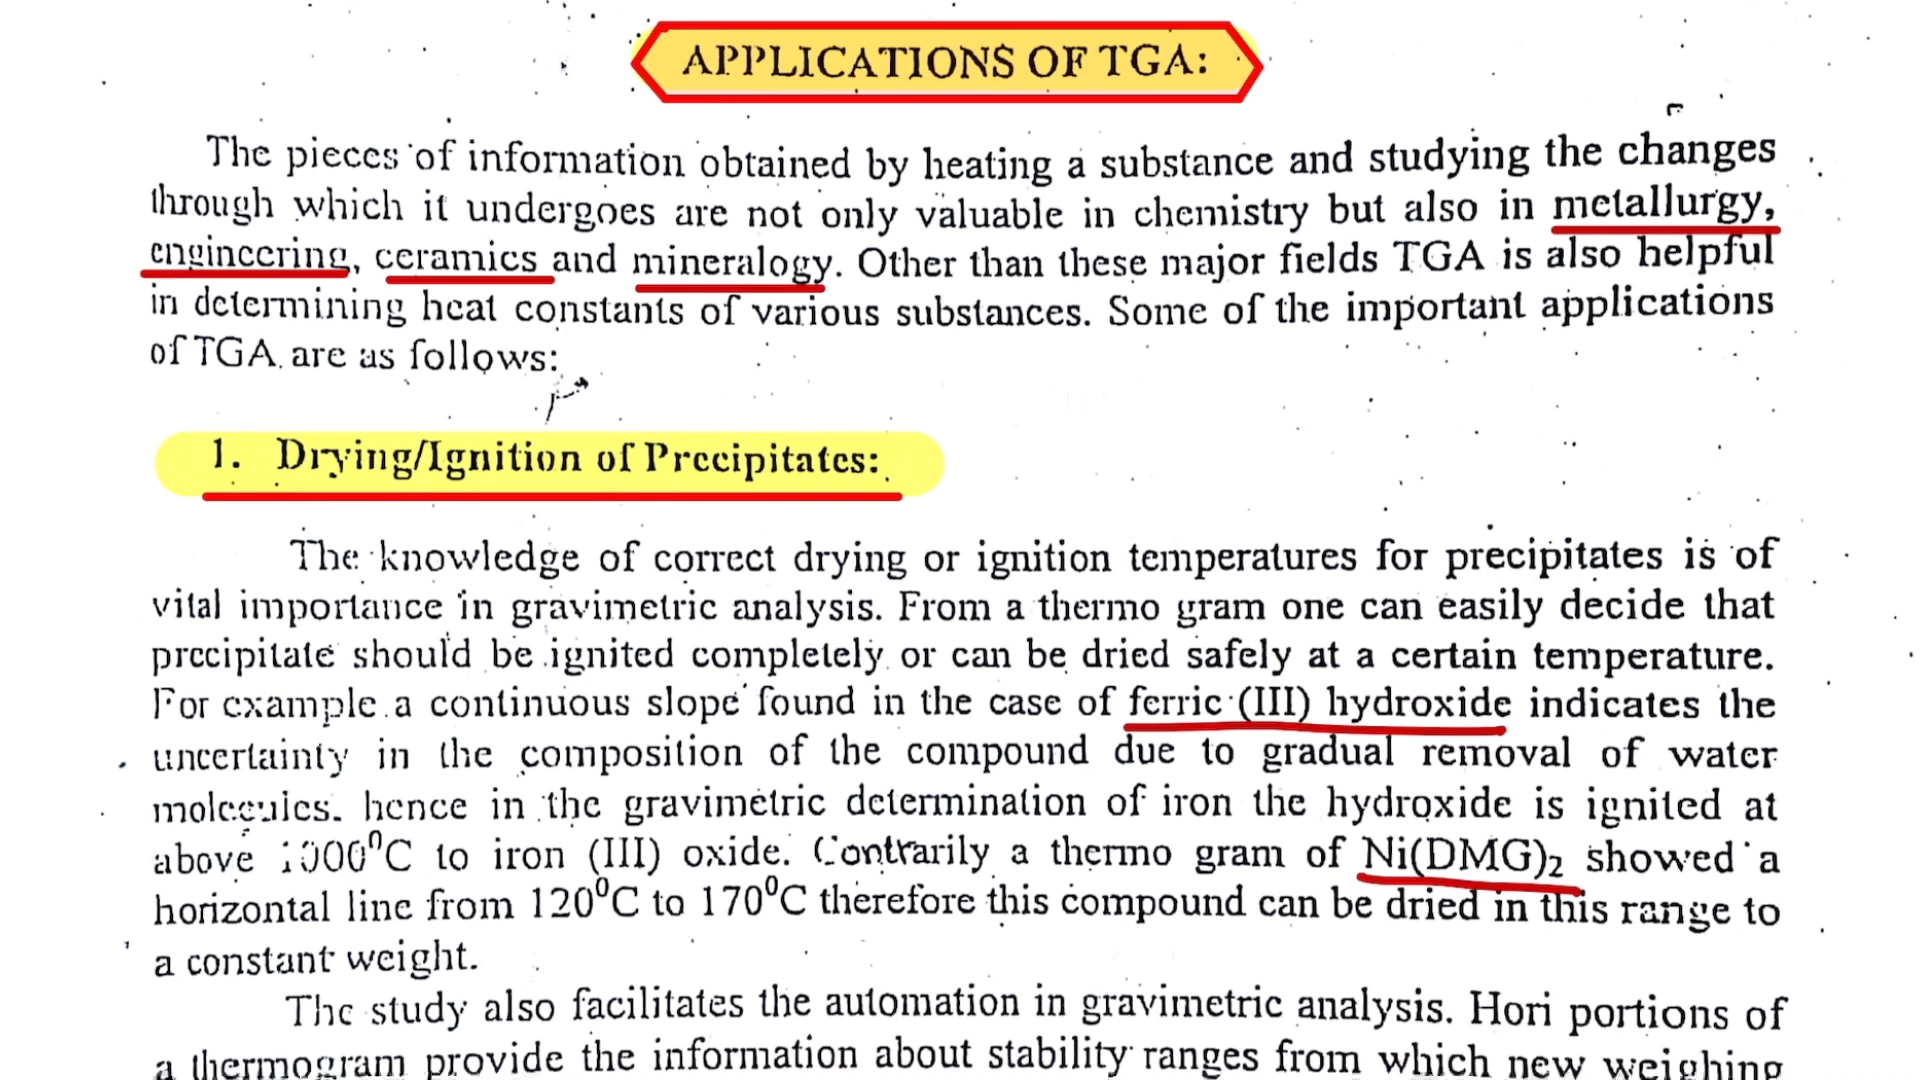 APPLICATIONS OF TGA:
The pieces of information obtained by heating a substance and studying the changes
through which it undergoes are not only valuable in chemistry but also in metallurgy,
engineering, ceramics and mineralogy. Other than these major fields TGA is also helpful
in determining heat constants of various substances. Some of the important applications
of TGA are as follows:
1. Drying/Ignition of Precipitates:
The knowledge of correct drying or ignition temperatures for precipitates is of
vital importance in gravimetric analysis. From a thermo gram one can easily decide that
precipitate should be ignited completely or can be dried safely at a certain temperature.
For example a continuous slope found in the case of ferric (III) hydroxide indicates the
uncertainty in the composition of the compound due to gradual removal of water
molecules. hence in the gravimetric determination of iron the hydroxide is ignited at
above 1000⁰C to iron (III) oxide. Contrarily a thermo gram of Ni(DMG)₂ showed a
horizontal line from 120⁰C to 170⁰C therefore this compound can be dried in this range to
a constant weight.
The study also facilitates the automation in gravimetric analysis. Hori portions of
a thermogram provide the information about stability ranges from which new weighing